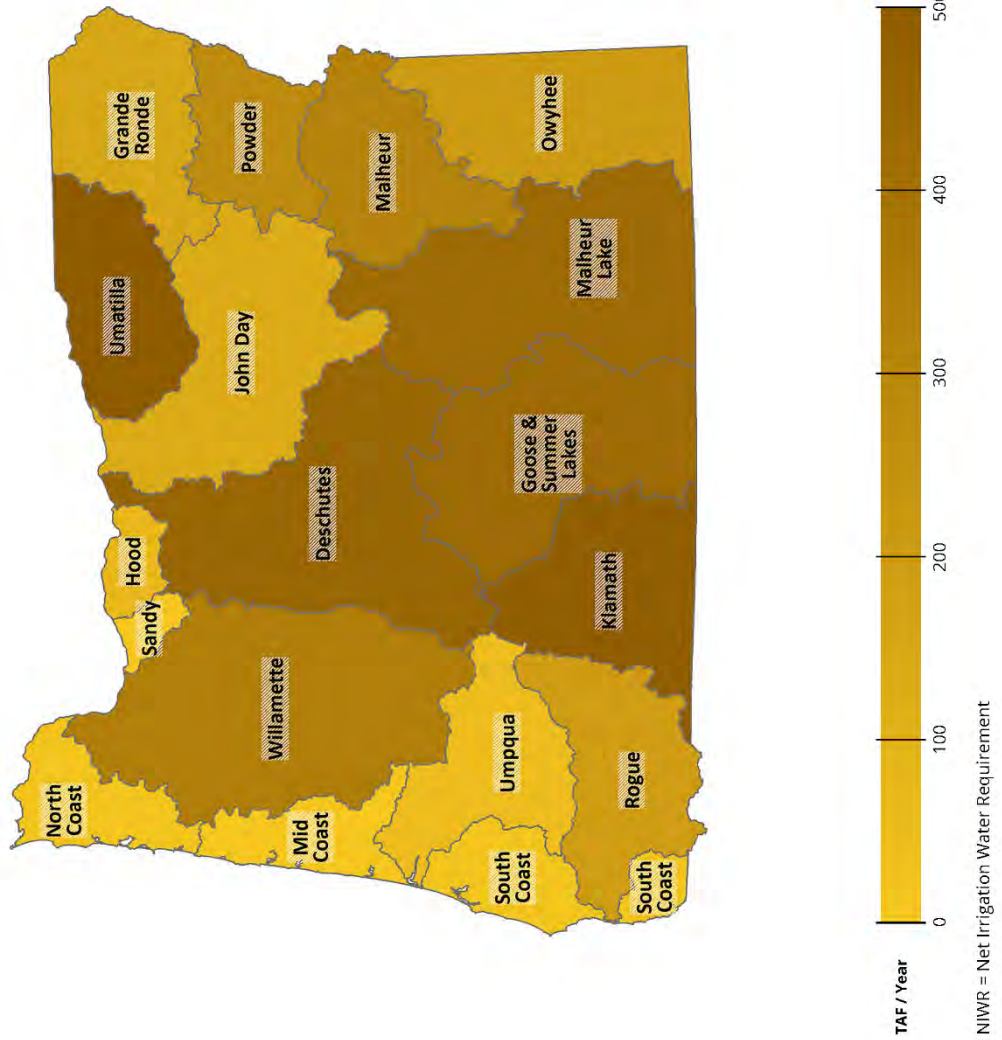 North
Coast
Sandy
Hood
Umatilla
Grande
Ronde
Willamette
Deschutes
John Day
Powder
Mid
Coast
Malheur
South
Coast
Umpqua
Goose &
Summer
Lakes
Malheur
Lake
Owyhee
South
Coast
Rogue
Klamath
TAF / Year
0
100
200
300
400
NIWR = Net Irrigation Water Requirement